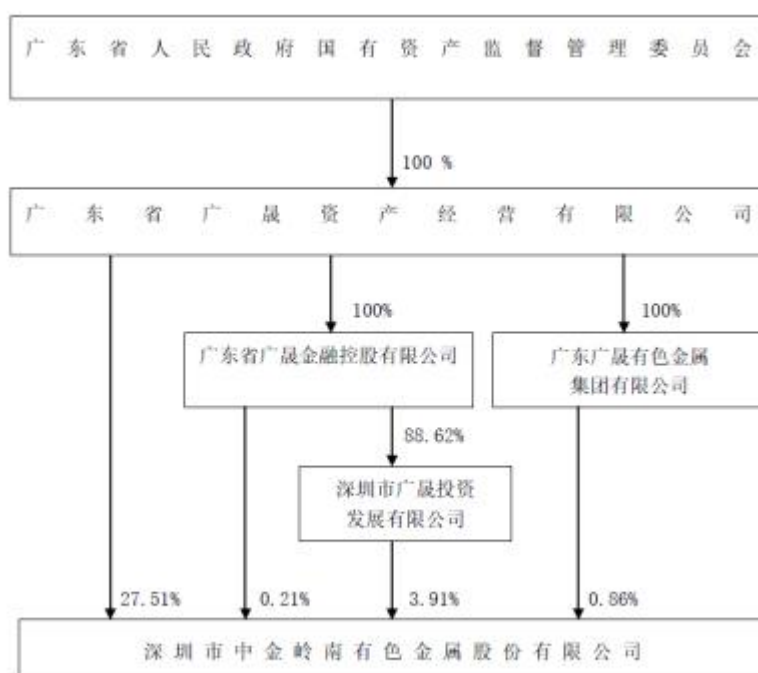 广东省人民政府国有资产监督管理委员会
100 %
广东省广晟资产经营有限公司
100%
100%
广东省广晟金融控股有限公司
广东广晟有色金属
集团有限公司
88.62%
深圳市广晟投资
发展有限公司
27.51%
0.21%
3.91%
0.86%
深圳市中金岭南有色金属股份有限公司